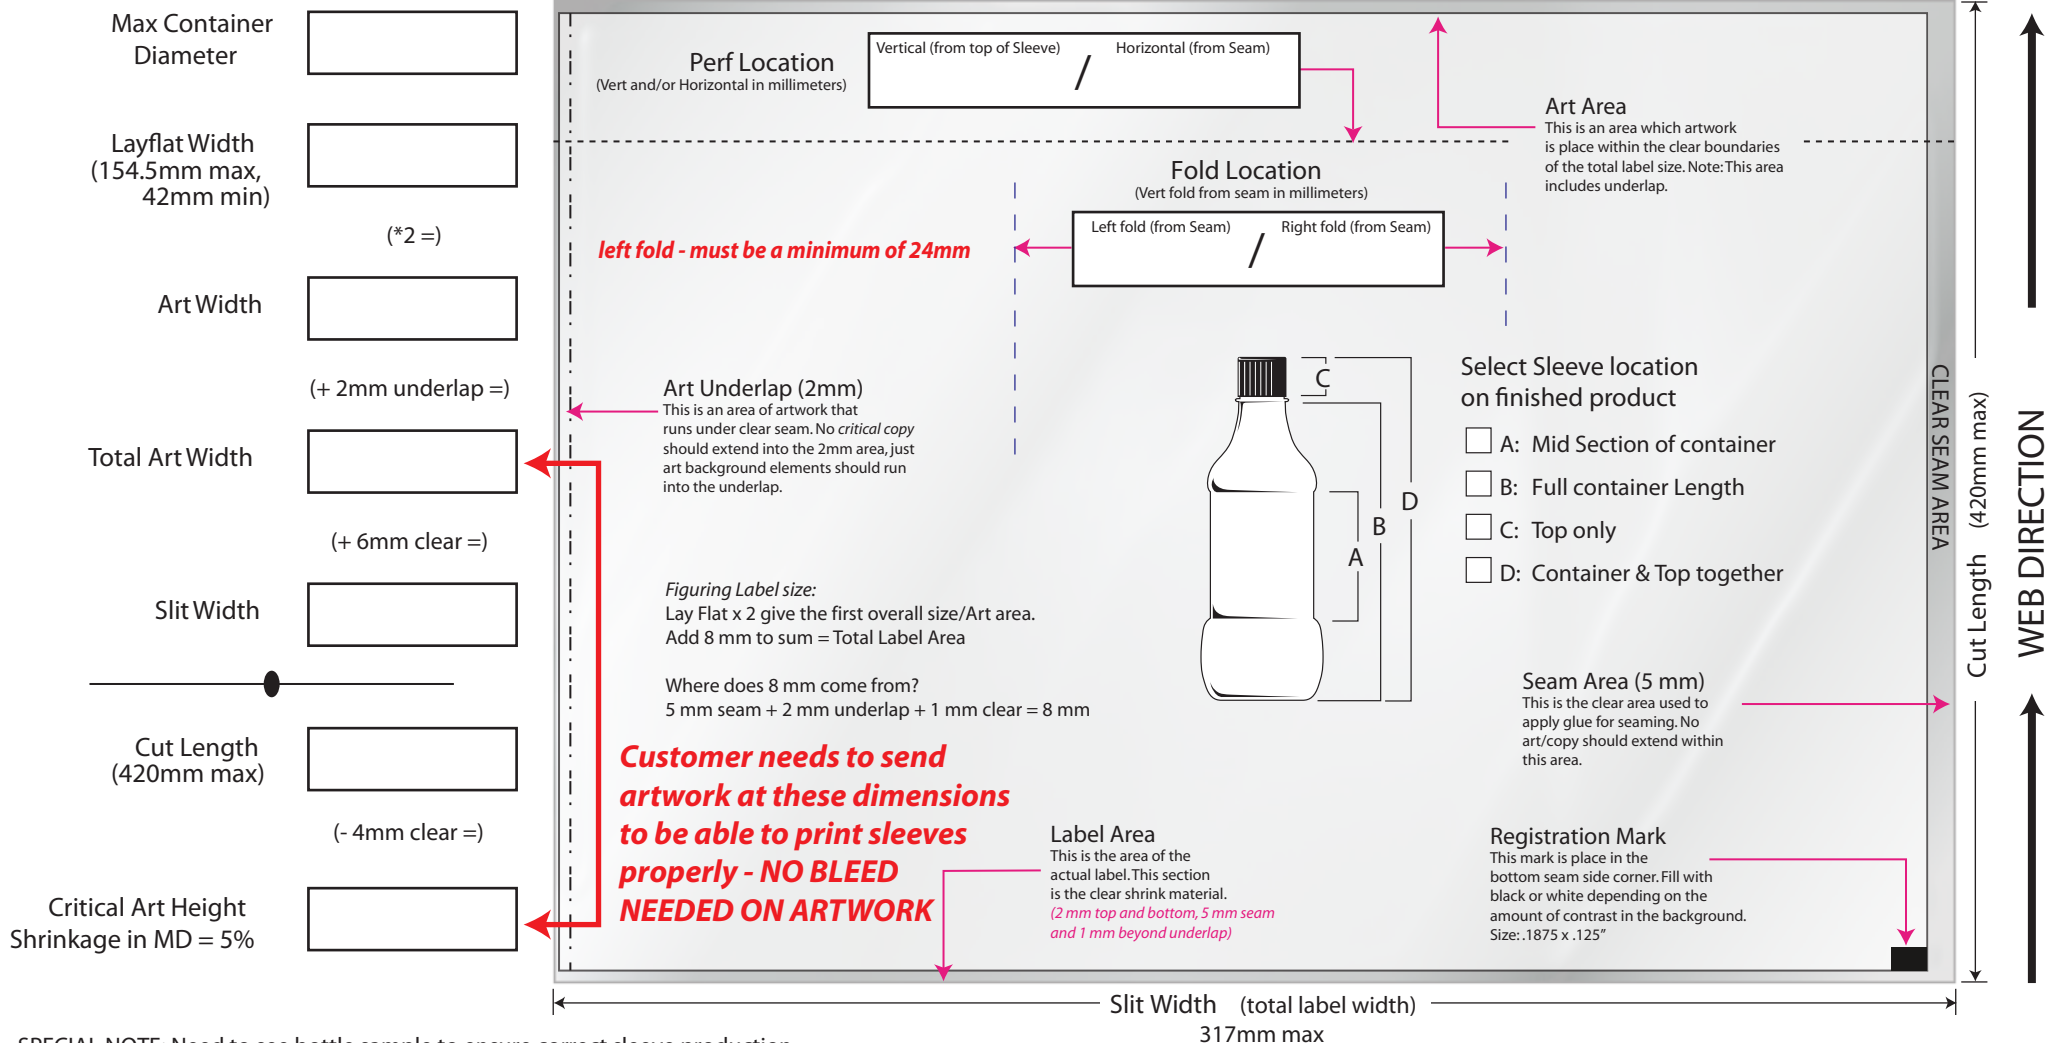 Max Container
Diameter
Layflat Width
(154.5mm max,
42mm min)
(*2 =)
Art Width
(+ 2mm underlap =)
Total Art Width
(+ 6mm clear =)
Slit Width
Cut Length
(420mm max)
(- 4mm clear =)
Critical Art Height
Shrinkage in MD = 5%
Perf Location
(Vert and/or Horizontal in millimeters)
Vertical (from top of Sleeve)
/
Horizontal (from Seam)
Art Area
This is an area which artwork
is place within the clear boundaries
of the total label size. Note: This area
includes underlap.
Fold Location
(Vert fold from seam in millimeters)
Left fold (from Seam)
/
Right fold (from Seam)
left fold - must be a minimum of 24mm
Art Underlap (2mm)
This is an area of artwork that
runs under clear seam. No critical copy
should extend into the 2mm area, just
art background elements should run
into the underlap.
C
D
B
A
Select Sleeve location
on finished product
A: Mid Section of container
B: Full container Length
C: Top only
D: Container & Top together
Figuring Label size:
Lay Flat x 2 give the first overall size/Art area.
Add 8 mm to sum = Total Label Area
Where does 8 mm come from?
5 mm seam + 2 mm underlap + 1 mm clear = 8 mm
Customer needs to send
artwork at these dimensions
to be able to print sleeves
properly - NO BLEED
NEEDED ON ARTWORK
Seam Area (5 mm)
This is the clear area used to
apply glue for seaming. No
art/copy should extend within
this area.
Label Area
This is the area of the
actual label. This section
is the clear shrink material.
(2 mm top and bottom, 5 mm seam
and 1 mm beyond underlap)
Registration Mark
This mark is place in the
bottom seam side corner. Fill with
black or white depending on the
amount of contrast in the background.
Size: .1875 x .125"
CLEAR SEAM AREA
Cut Length (420mm max)
WEB DIRECTION
Slit Width (total label width)
317mm max
SPECIAL NOTE: Need to see bottle sample to ensure correct sleeve production